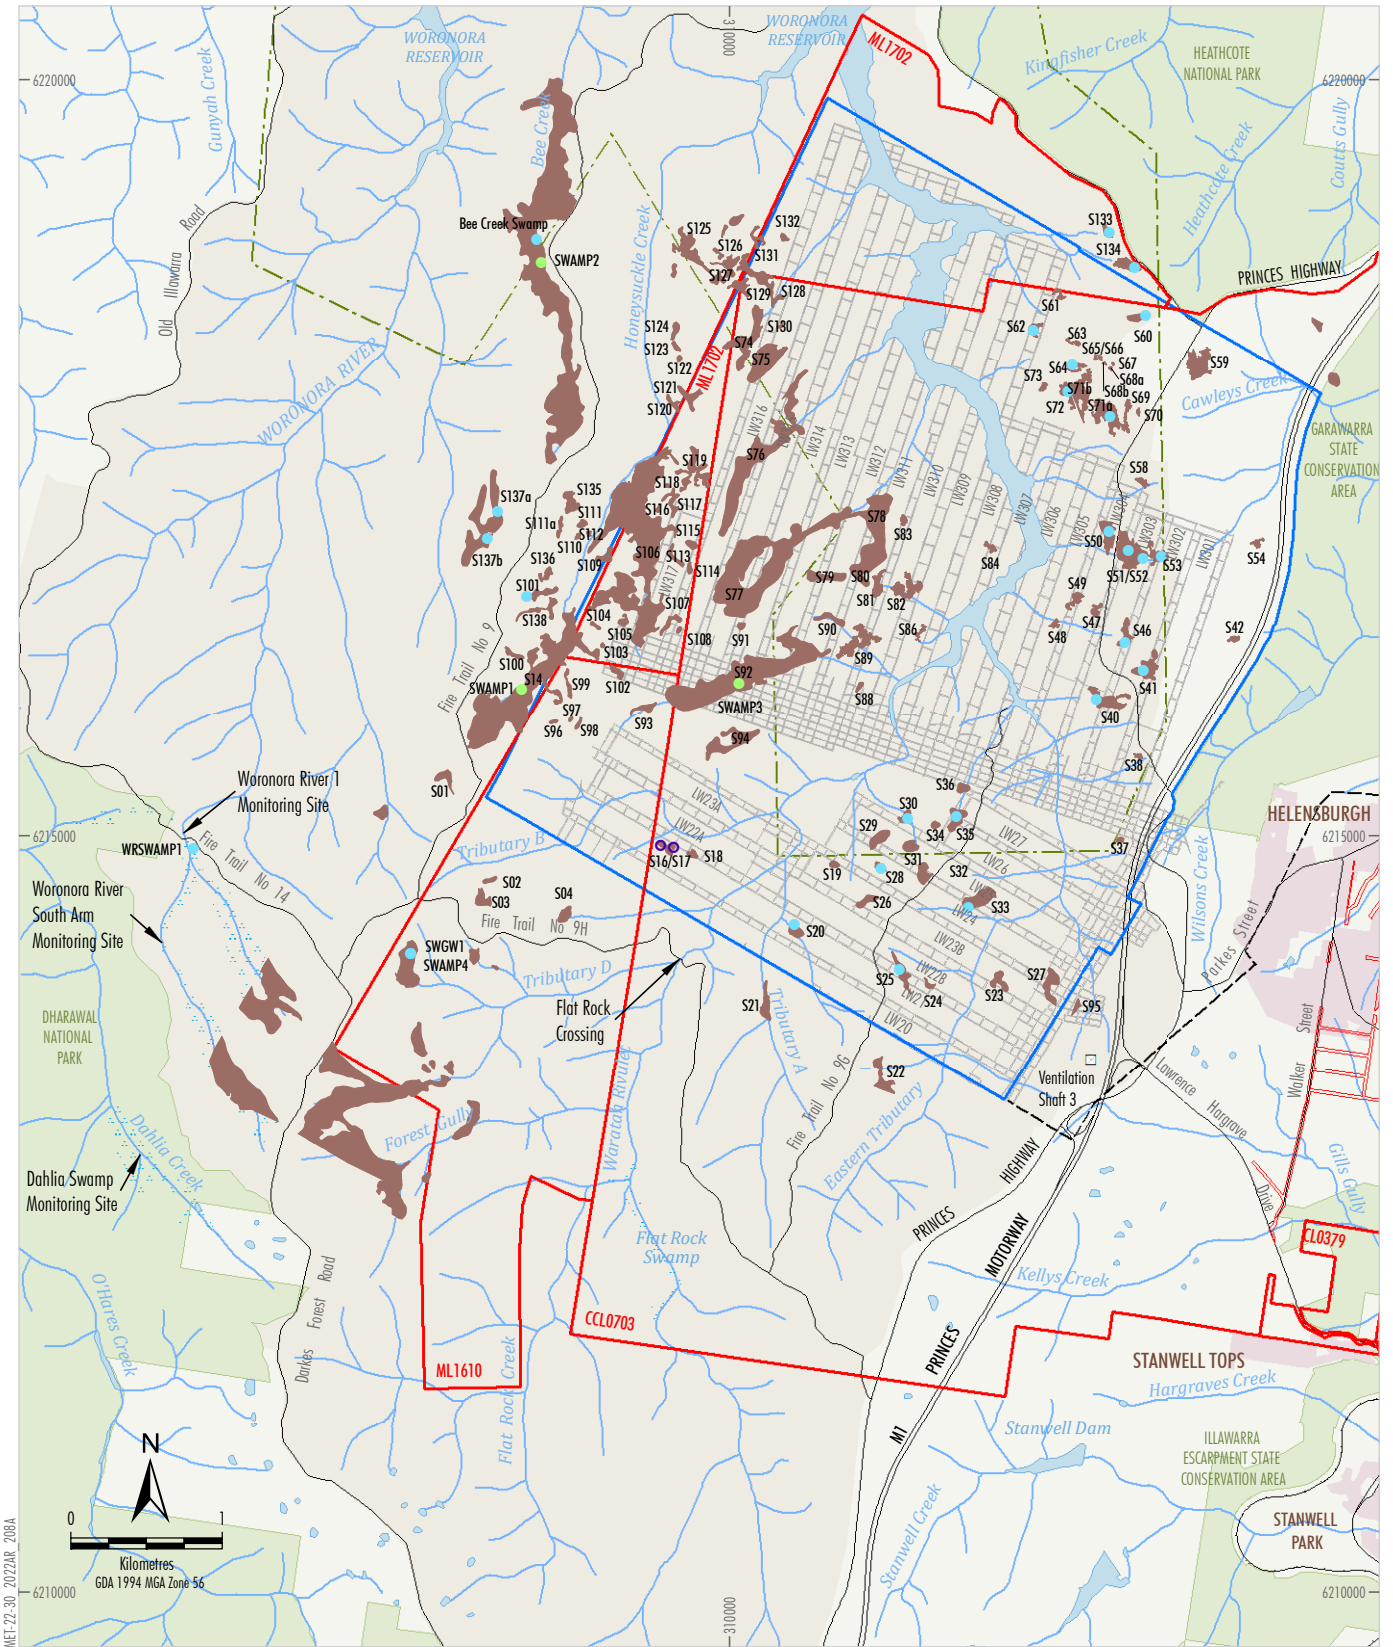 WORONORA
RESERVOIR
310000
WORONORA
RESERVOIR
ML1702
Kingfisher Creek
HEATHCOTE
NATIONAL PARK
6220000
6220000
Gunyah Creek
Bee Creek
Coutts Gully
Heathcote Creek
Old Illawarra Road
Bee Creek Swamp
SWAMP2
Honeysuckle Creek
S125
S126
S132
S131
S127
S129
S128
S130
S133
S134
PRINCES HIGHWAY
S61
S62
S60
S63
S65/S66
S67
S64
S68a
S59
S73
S71b
S68b
S69
S72
S71a
S70
Cawleys Creek
S124
S123
S122
S121
S120
S74
S75
ML1702
WORONORA RIVER
GARAWARRA
STATE
CONSERVATION
AREA
LW316
LW314
LW313
LW312
LW311
LW310
LW309
LW308
LW307
LW306
LW305
LW304
LW303
LW302
LW301
S76
S119
S118
S117
S116
S115
S58
S137a
S135
S111a
S111
S112
S110
S109
S137b
S136
S101
S138
S106
S113
S114
LW317
S107
S104
S105
S103
S108
S78
S83
S84
S50
S51/S52
S53
S54
S79
S80
S77
S81
S82
S49
S47
S48
S46
S42
S91
S90
S86
S89
S41
S100
SWAMP1
S14
S99
S102
S92
SWAMP3
S88
S40
S97
S96
S98
S93
S94
Fire Trail No 9
S38
S01
S36
Woronora River 1
Monitoring Site
LW23A
LW22A
S30
S34
S35
S29
LW27
LW26
S31
S32
S37
HELENSBURGH
6215000
6215000
WRSWAMP1
Fire Trail No 14
Tributary B
S16
S17
S18
S19
S28
LW24
S33
Wilsons Creek
Parkes Street
Woronora River
South Arm
Monitoring Site
S02
S03
S04
Fire Trail No 9H
S26
S20
LW23B
SWGW1
SWAMP4
Tributary D
S25
LW22B
S24
S23
S27
S95
Flat Rock
Crossing
S21
Tributary A
LW20
DHARAWAL
NATIONAL
PARK
Fire Trail No 9G
S22
Ventilation
Shaft 3
Walker Street
Lawrence Hargrave Drive
Forest Gully
Waratah Rivulet
Eastern Tributary
Dahlia Creek
Dahlia Swamp
Monitoring Site
PRINCES HIGHWAY
Gills Gully
CL0379
Flat Rock
Swamp
M1 PRINCES MOTORWAY
Kellys Creek
O'Hares Creek
Darkes Forest Road
CCL0703
ML1610
Flat Rock Creek
STANWELL TOPS
Hargraves Creek
Stanwell Dam
ILLAWARRA
ESCARPMENT STATE
CONSERVATION AREA
Stanwell Creek
STANWELL
PARK
N
0 1
Kilometres
GDA 1994 MGA Zone 56
6210000
6210000
310000
MET-22-30 2022AR_208A